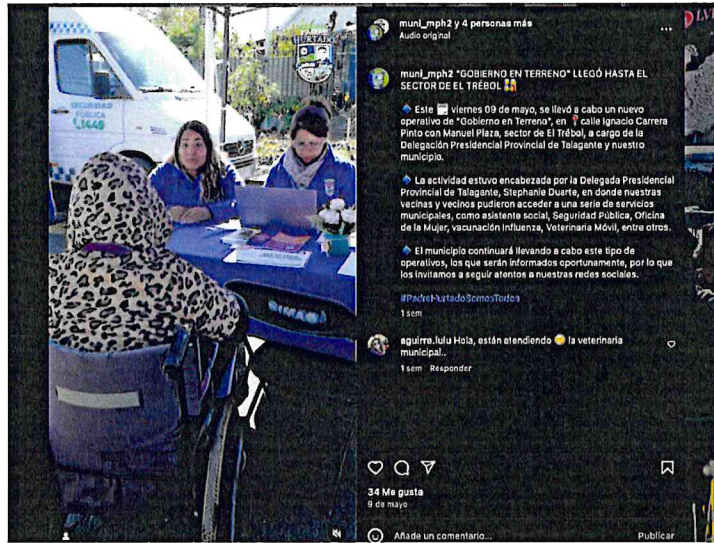 SEGURIDAD
PÚBLICA
1449
PADRE
HURTADO
DIMAO
muni_mph2 y 4 personas más
Audio original
muni_mph2 "GOBIERNO EN TERRENO" LLEGÓ HASTA EL
SECTOR DE EL TRÉBOL
Este viernes 09 de mayo, se llevó a cabo un nuevo
operativo de "Gobierno en Terreno", en calle Ignacio Carrera
Pinto con Manuel Plaza, sector de El Trébol, a cargo de la
Delegación Presidencial Provincial de Talagante y nuestro
municipio.
La actividad estuvo encabezada por la Delegada Presidencial
Provincial de Talagante, Stephanie Duarte, en donde nuestras
vecinas y vecinos pudieron acceder a una serie de servicios
municipales, como asistente social, Seguridad Pública, Oficina
de la Mujer, vacunación influenza, Veterinaria Móvil, entre otros.
El municipio continuará llevando a cabo este tipo de
operativos, los que serán informados oportunamente, por lo que
los invitamos a seguir atentos a nuestras redes sociales.
#PadreHurtadoSomosTodos
1 sem
aguirre.lulu Hola, están atendiendo la veterinaria
municipal..
1 sem Responder
34 Me gusta
9 de mayo
Añade un comentario... Publicar